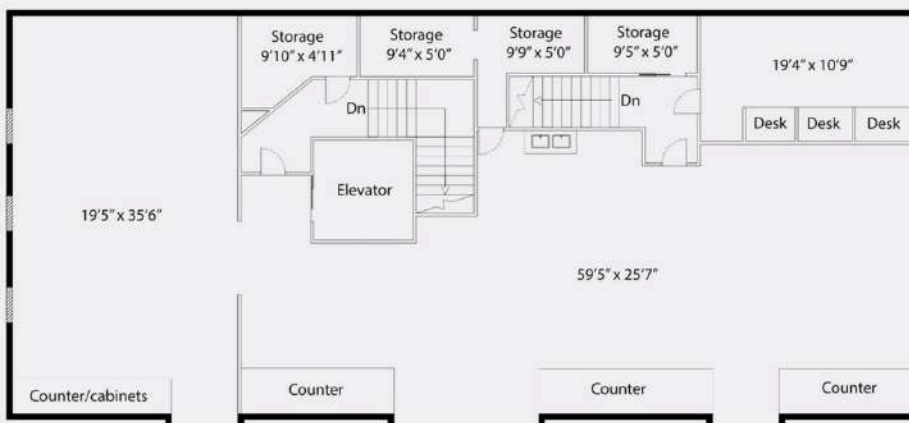 Storage
9'10" x 4'11"
Storage
9'4" x 5'0"
Storage
9'9" x 5'0"
Storage
9'5" x 5'0"
19'4" x 10'9"
Dn
Dn
Desk
Desk
Desk
Elevator
19'5" x 35'6"
59'5" x 25'7"
Counter/cabinets
Counter
Counter
Counter